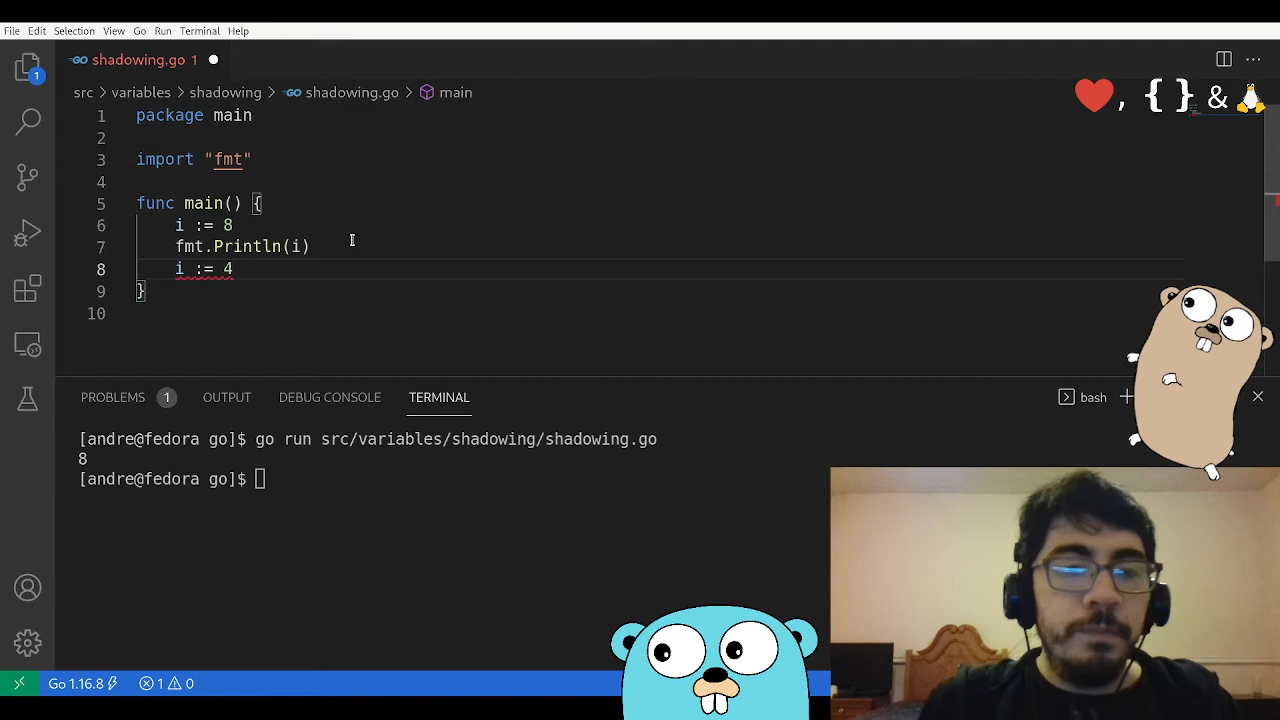 File Edit Selection View Go Run Terminal Help
GO shadowing.go 1
src > variables > shadowing > GO shadowing.go > main
1 package main
2
3 import "fmt"
4
5 func main() {
6 i := 8
7 fmt.Println(i)
8 i := 4
9 }
10
, { } &
1
PROBLEMS 1 OUTPUT DEBUG CONSOLE TERMINAL
bash
[andre@fedora go]$ go run src/variables/shadowing/shadowing.go
8
[andre@fedora go]$
Go 1.16.8 1 0